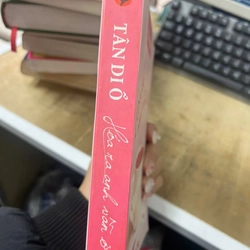 TÂN DI Ổ
Hóa ra anh vẫn ở